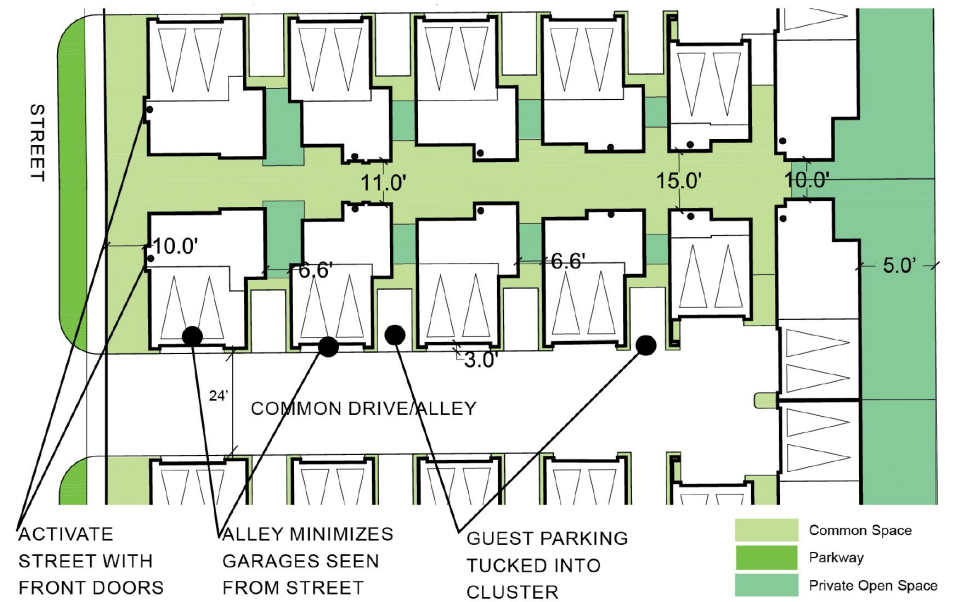 STREET
11.0'
15.0'
10.0'
10.0'
6.6'
6.6'
5.0'
3.0'
24'
COMMON DRIVE/ALLEY
ACTIVATE
STREET WITH
FRONT DOORS
ALLEY MINIMIZES
GARAGES SEEN
FROM STREET
GUEST PARKING
TUCKED INTO
CLUSTER
Common Space
Parkway
Private Open Space